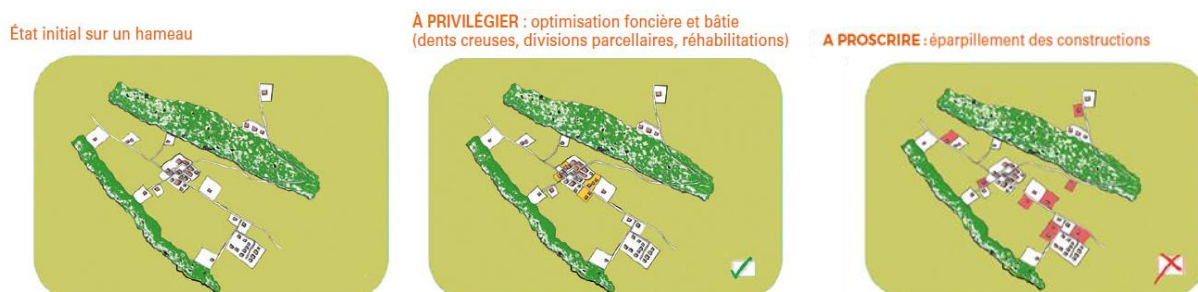 État initial sur un hameau
À PRIVILÉGIER : optimisation foncière et bâtie
(dents creuses, divisions parcellaires, réhabilitations)
A PROSCRIRE : éparpillement des constructions